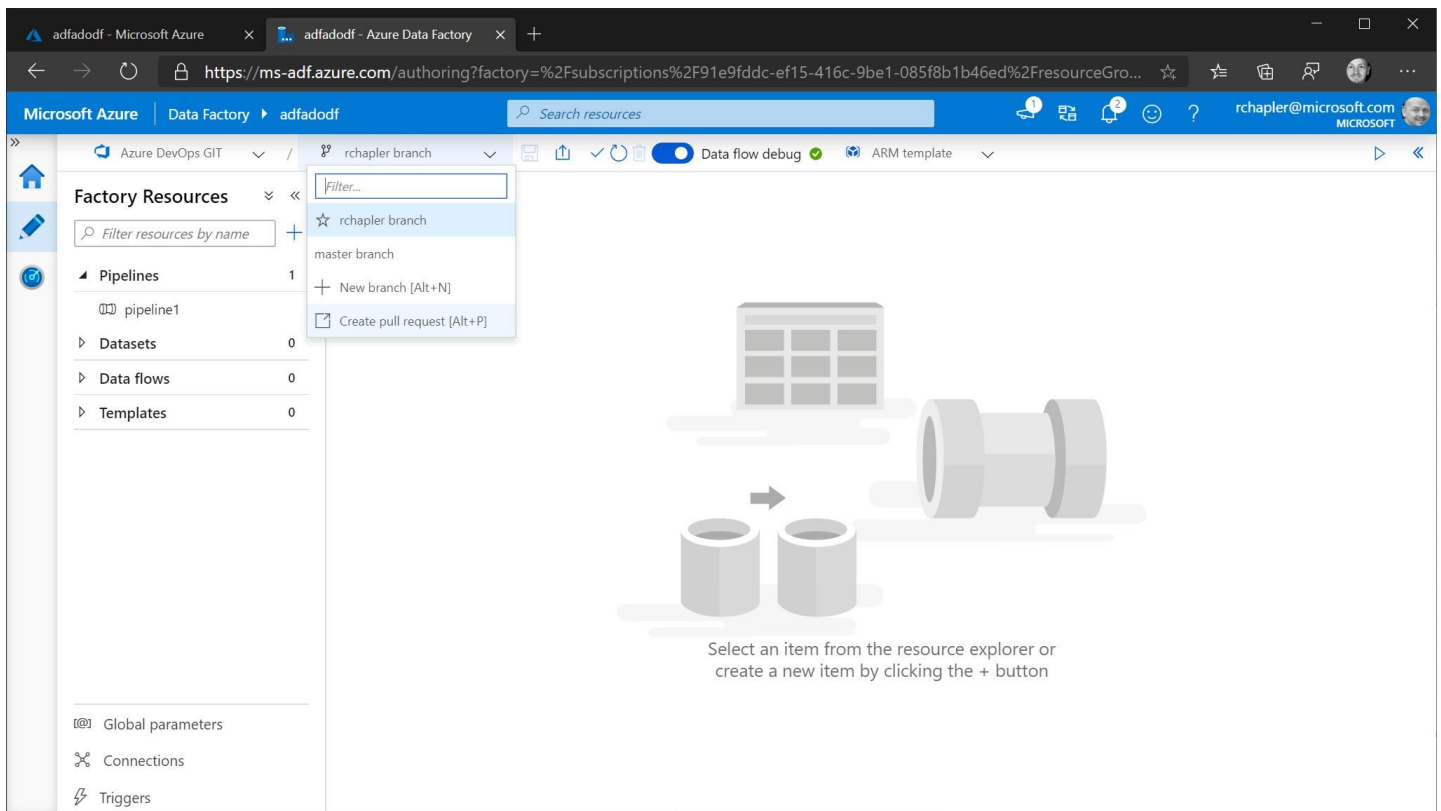 adfadodf - Microsoft Azure
adfadodf - Azure Data Factory
https://ms-adf.azure.com/authoring?factory=%2Fsubscriptions%2F91e9fddc-ef15-416c-9be1-085f8b1b46ed%2FresourceGro...
Microsoft Azure
Data Factory
adfadodf
Search resources
1
2
?
rchapler@microsoft.com
MICROSOFT
Azure DevOps GIT
/
rchapler branch
Data flow debug
ARM template
Factory Resources
Filter resources by name
Pipelines 1
pipeline1
Datasets 0
Data flows 0
Templates 0
Filter...
rchapler branch
master branch
New branch [Alt+N]
Create pull request [Alt+P]
Select an item from the resource explorer or
create a new item by clicking the + button
Global parameters
Connections
Triggers